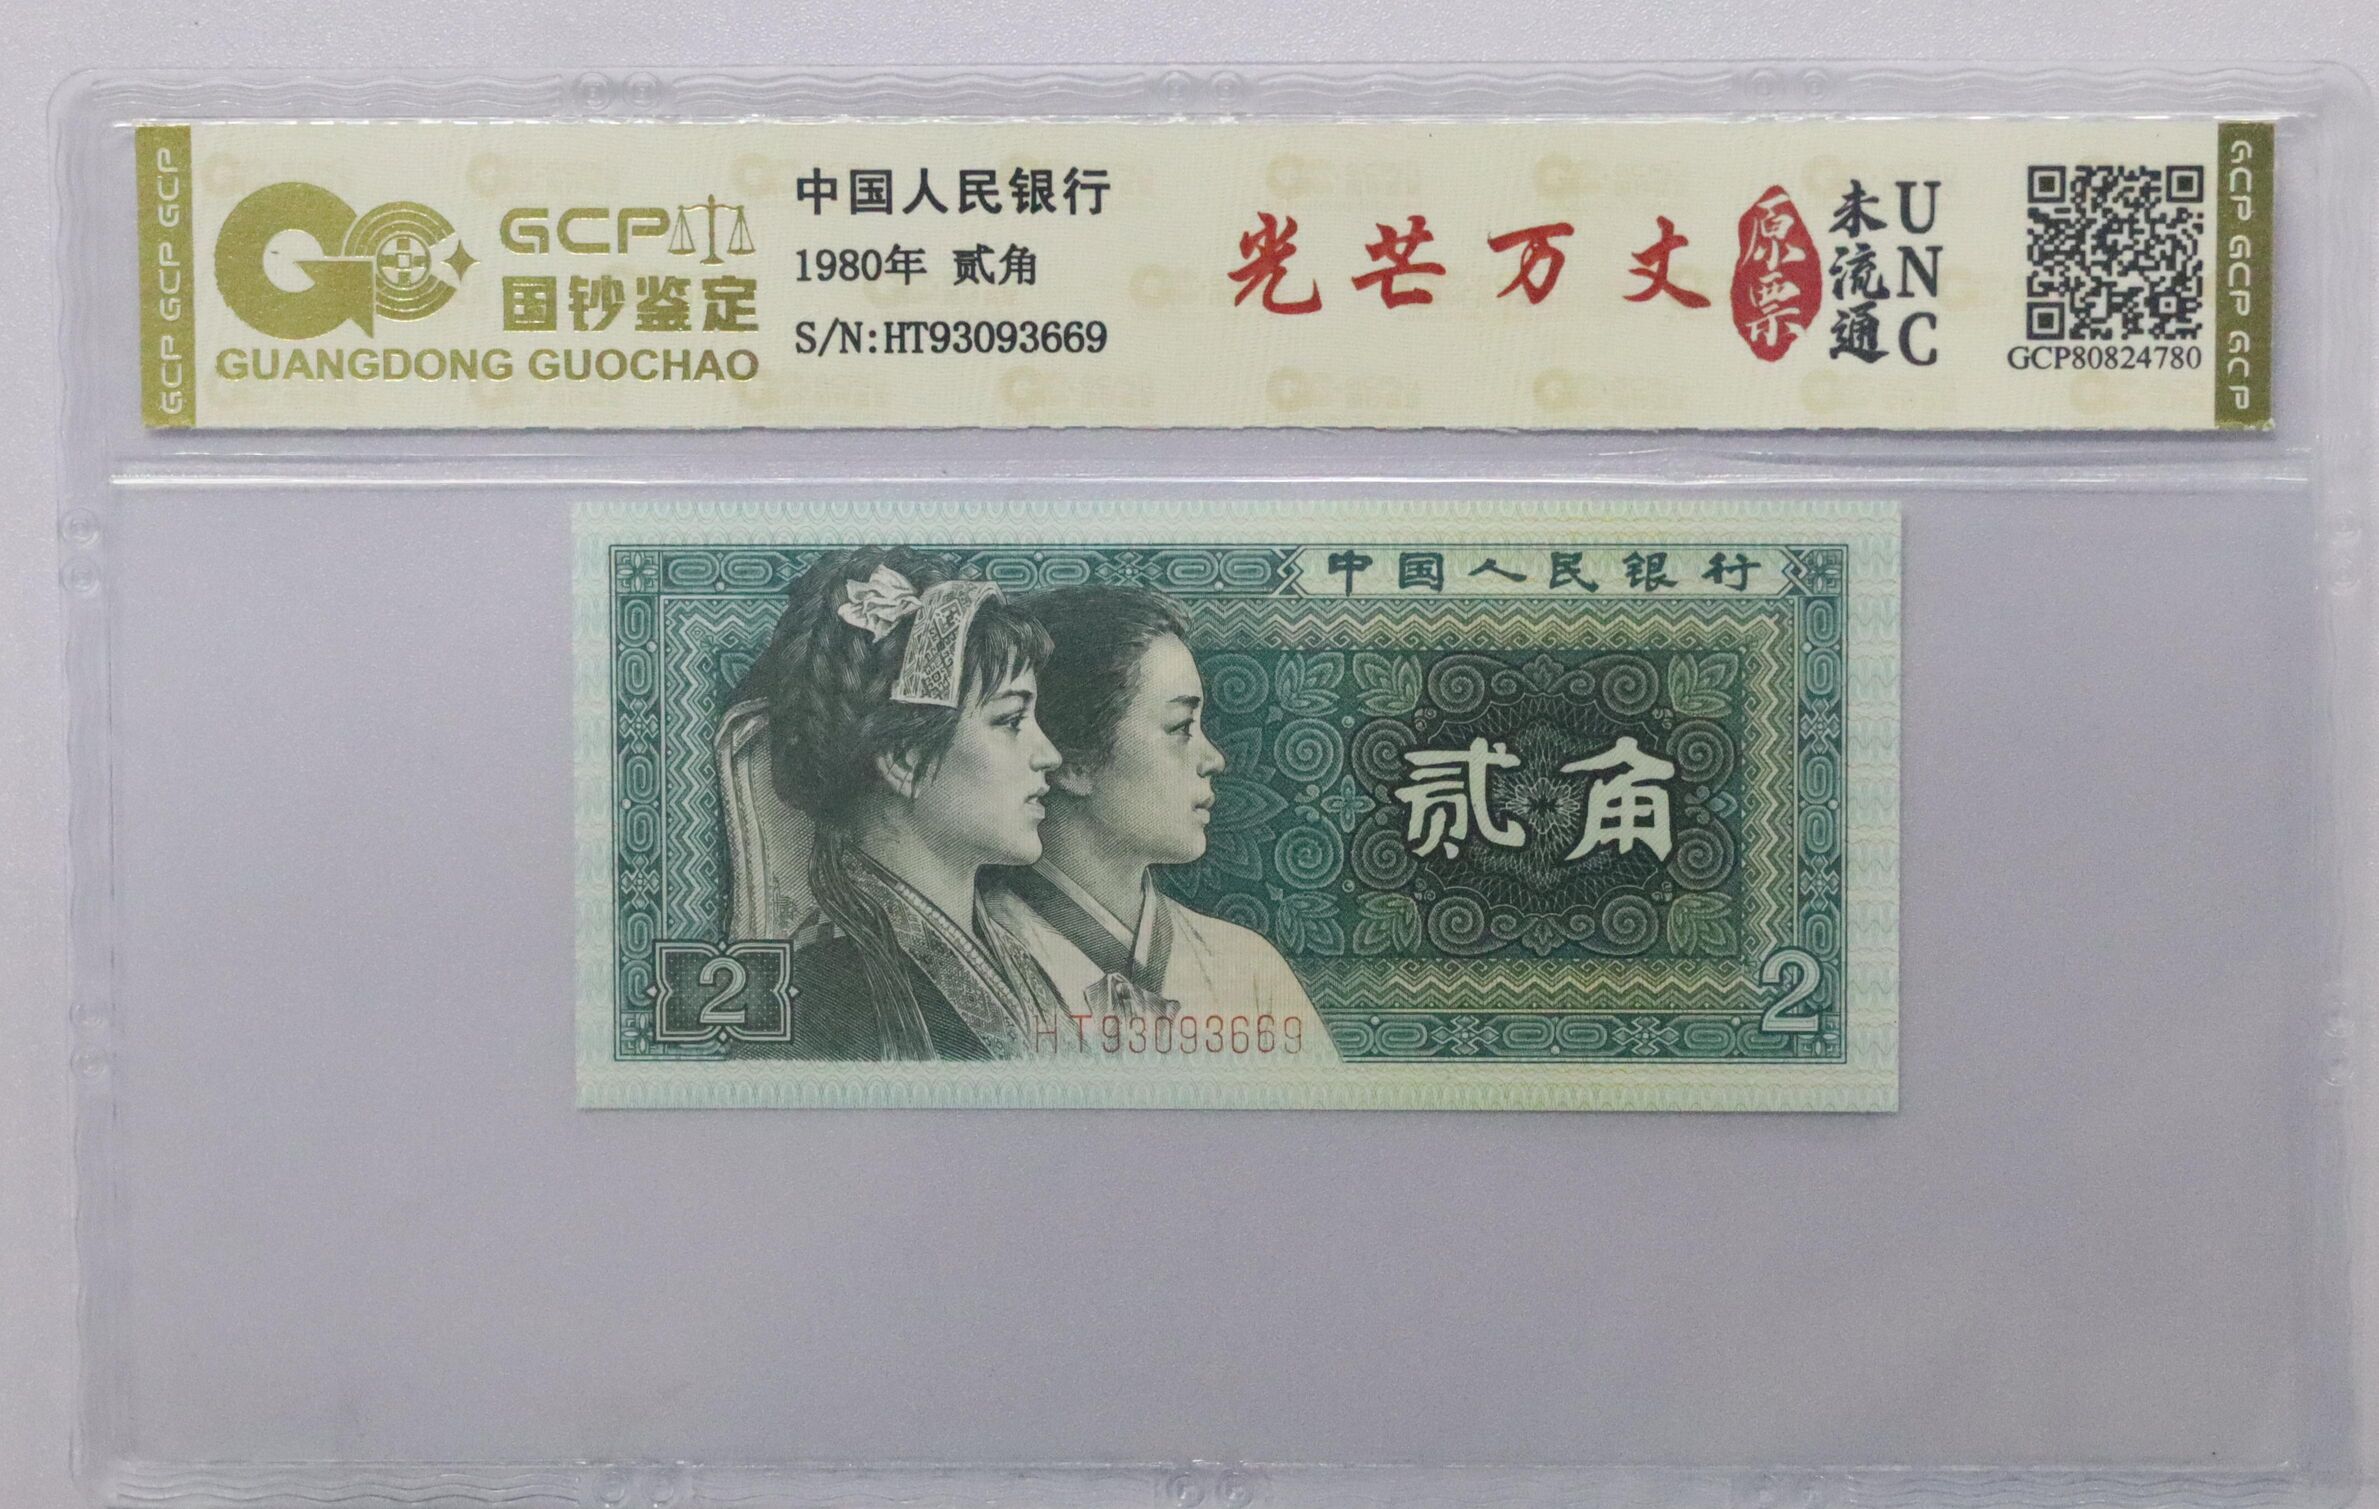 GCP GCP GCP
GCP
国钞鉴定
GUANGDONG GUOCHAO
中国人民银行
1980年 贰角
S/N:HT93093669
光芒万丈
原票
未流通
UNC
GCP80824780
GCP GCP GCP
中国人民银行
贰角
2
2
HT93093669